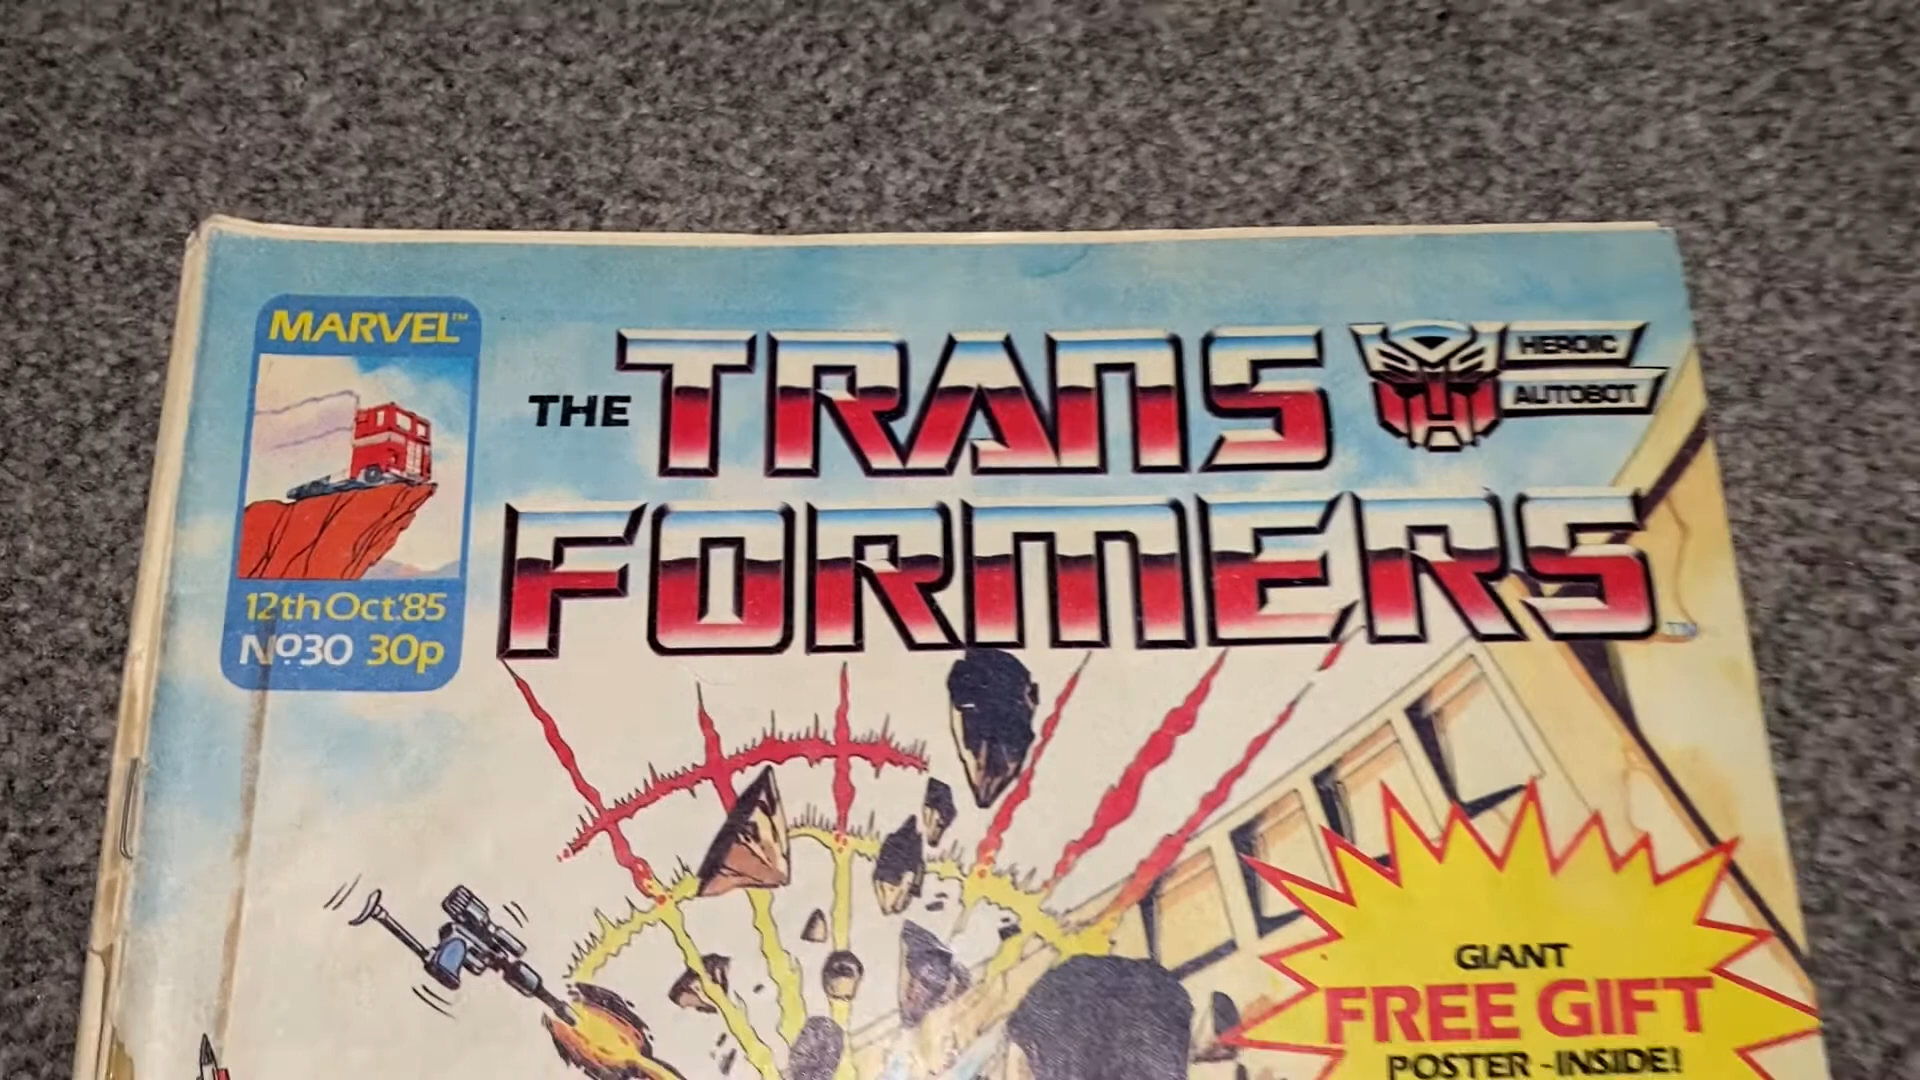 MARVEL™
12th Oct.'85
Nº30 30p
THE TRANS
FORMERS™
HEROIC
AUTOBOT
GIANT
FREE GIFT
POSTER -INSIDE!